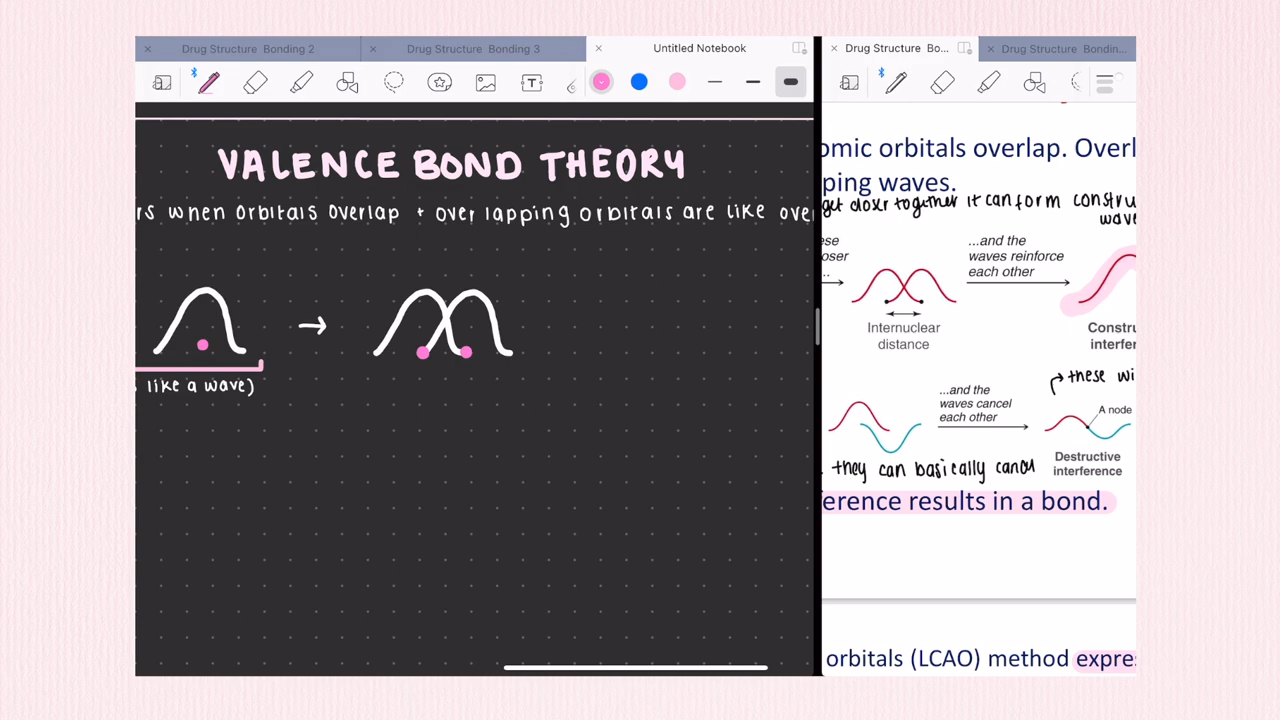 Drug Structure Bonding 2
Drug Structure Bonding 3
Untitled Notebook
T
VALENCE BOND THEORY
rs when orbitals overlap + overlapping orbitals are like over
like a wave)
Drug Structure Bo...
Drug Structure Bondin...
omic orbitals overlap. Overl
ping waves.
get closer together it can form constru
wave
ese
oser
...
...and the
waves reinforce
each other
Internuclear
distance
Constru
interfer
these wi
...and the
waves cancel
each other
A node
Destructive
interference
. they can basically cancel
ference results in a bond.
orbitals (LCAO) method expres